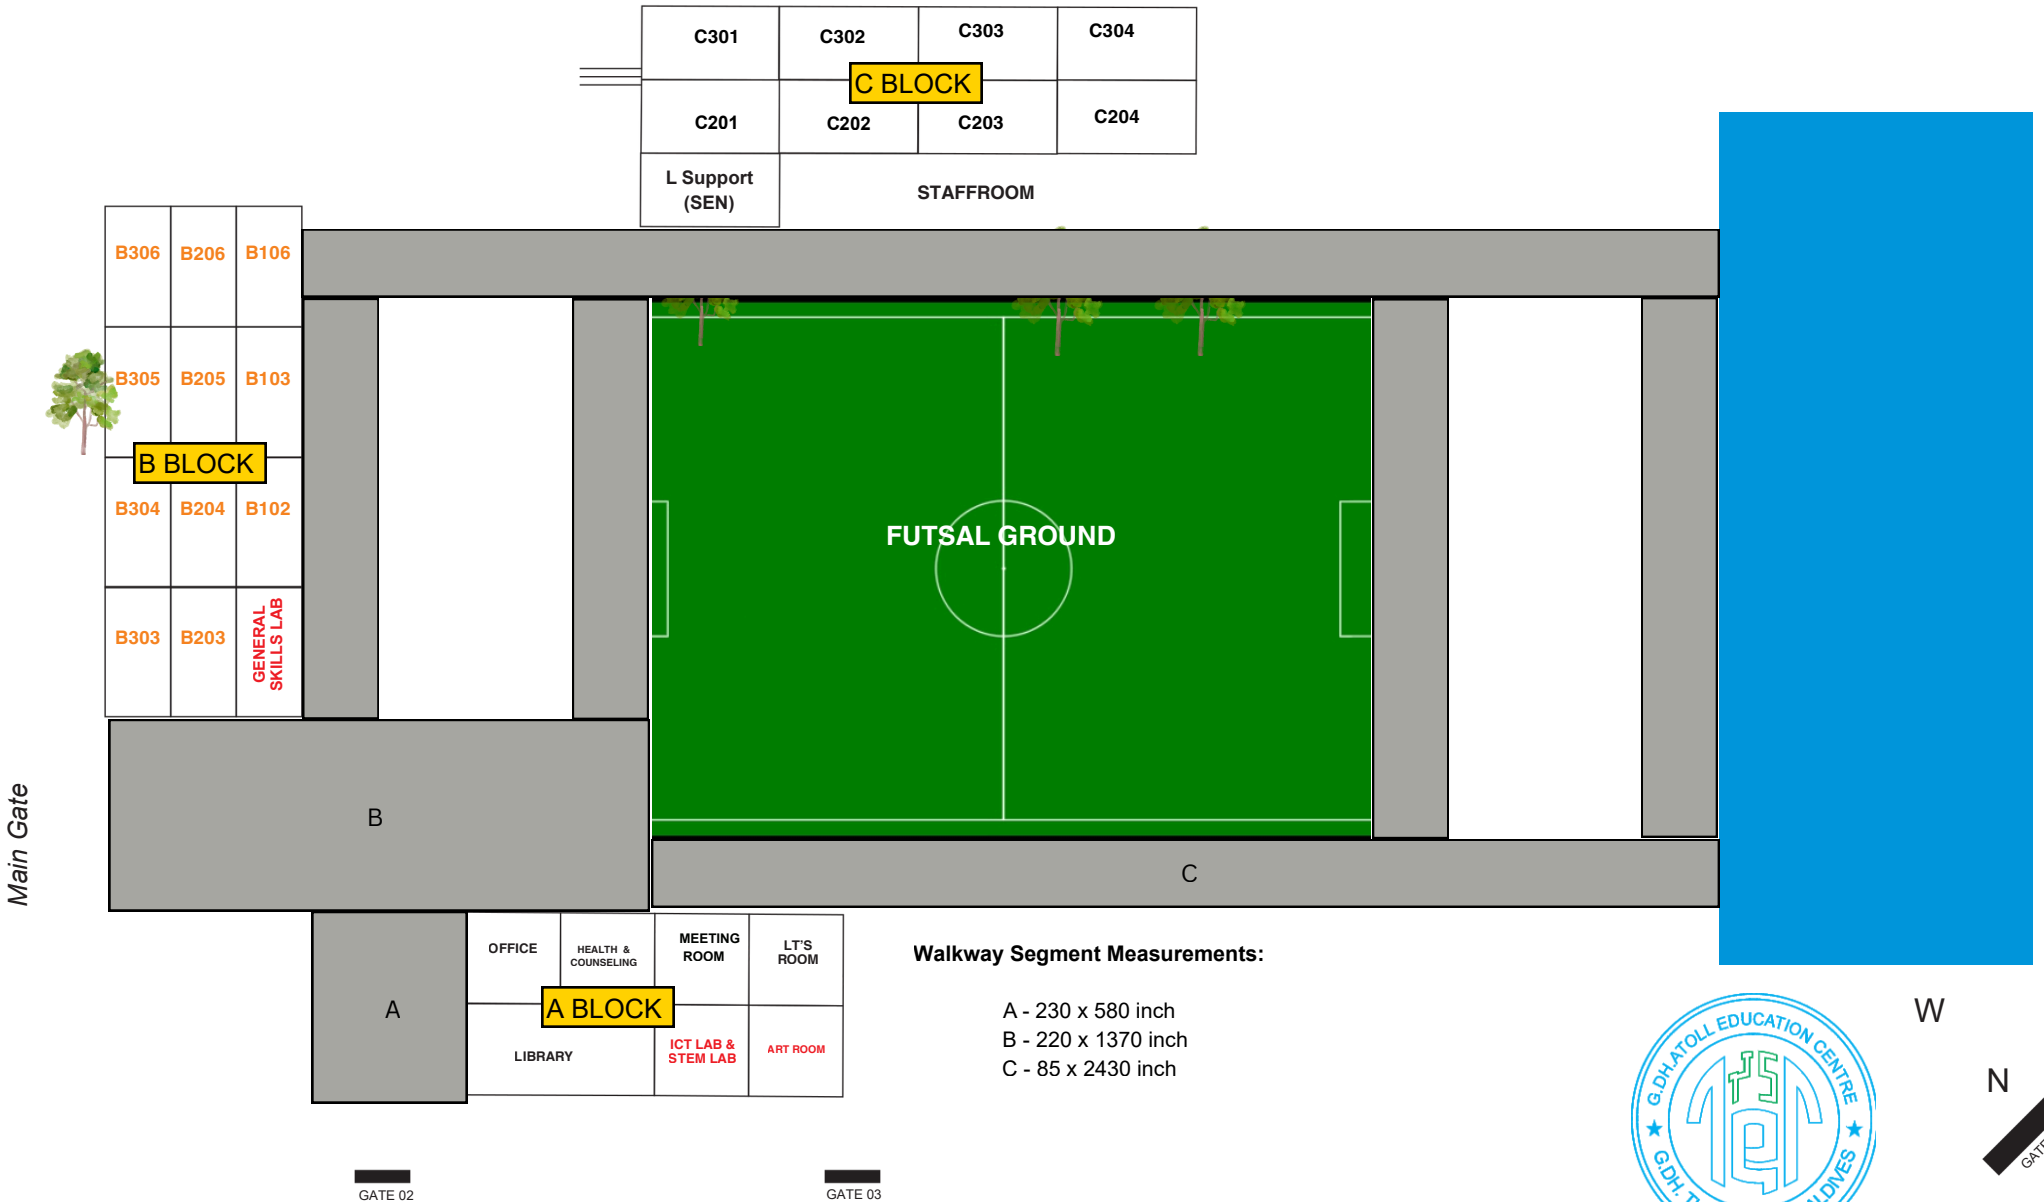 C301
C302
C303
C304
C BLOCK
C201
C202
C203
C204
L Support
(SEN)
STAFFROOM
B306
B206
B106
B305
B205
B103
B BLOCK
B304
B204
B102
B303
B203
GENERAL
SKILLS LAB
FUTSAL GROUND
Main Gate
B
C
A
OFFICE
HEALTH &
COUNSELING
MEETING
ROOM
LT'S
ROOM
A BLOCK
LIBRARY
ICT LAB &
STEM LAB
ART ROOM
Walkway Segment Measurements:
A - 230 x 580 inch
B - 220 x 1370 inch
C - 85 x 2430 inch
G.DH.ATOLL EDUCATION CENTRE
G.DH.
W
N
GATE 02
GATE 03